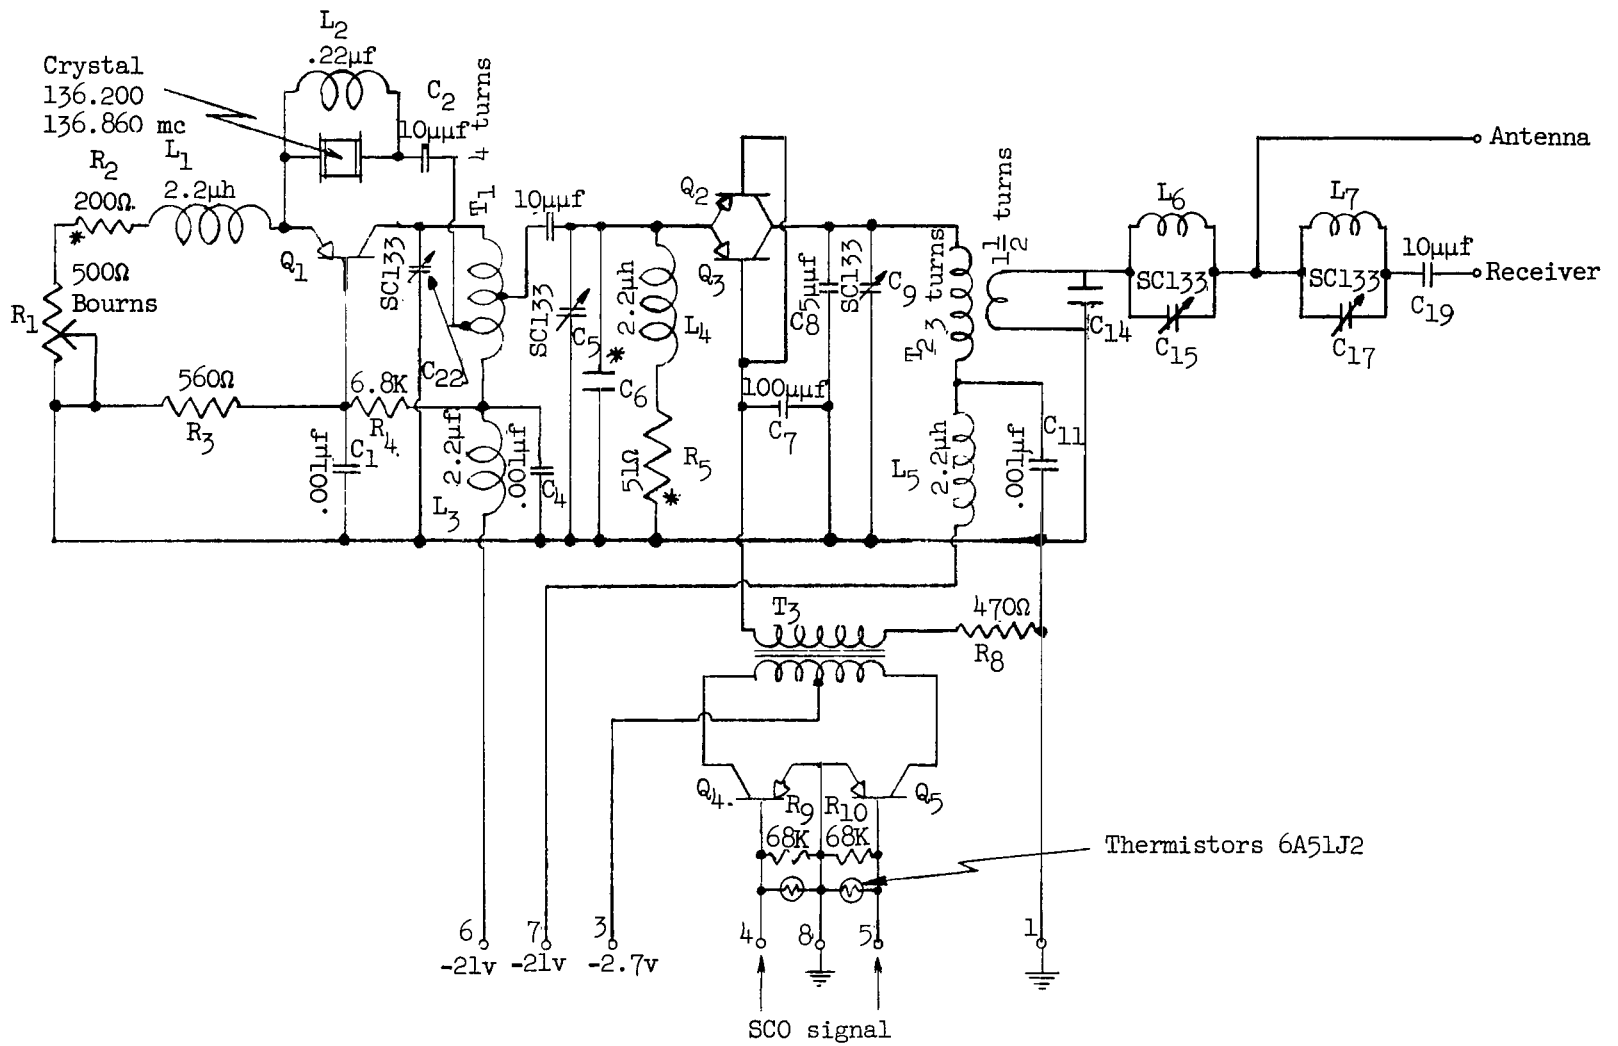 L2
.22μf
Crystal
136.200
136.860 mc
C2
10μμf
4 turns
R2
200Ω
*
L1
2.2μh
Q1
T1
SC133
C22
500Ω
Bourns
R1
560Ω
R3
6.8K
R4
.001μf
C1
2.2μf
L3
.001μf
C4
10μμf
SC133
C5
*
C6
2.2μh
L4
51Ω
R5
*
Q2
Q3
100μμf
C7
5μμf
C8
SC133
C9
T2 3 turns
1 1/2 turns
L5
2.2μh
.001μf
C11
C14
L6
SC133
C15
L7
SC133
C17
10μμf
C19
Antenna
Receiver
T3
470Ω
R8
Q4.
Q5
R9
R10
68K
68K
Thermistors 6A51J2
6
-21v
7
-21v
3
-2.7v
4
8
5
1
SCO signal